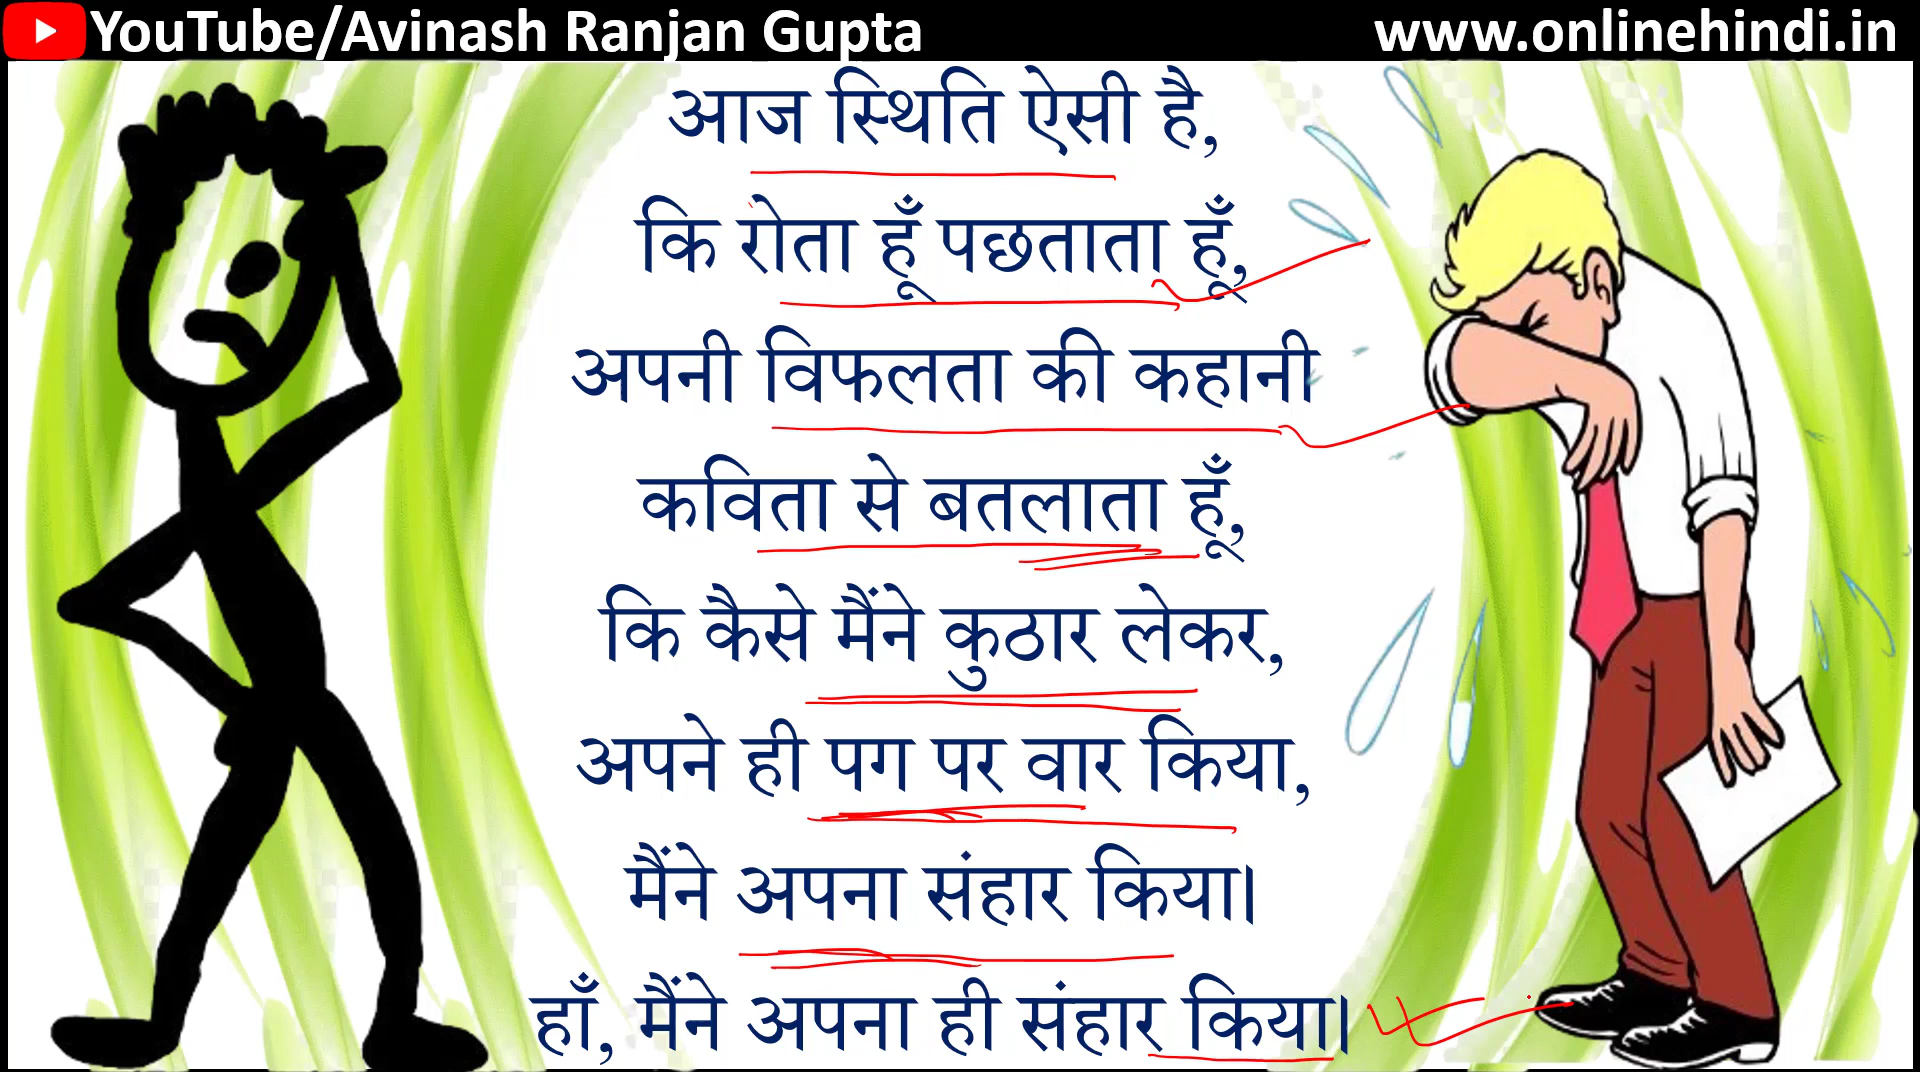 YouTube/Avinash Ranjan Gupta
www.onlinehindi.in
आज स्थिति ऐसी है,
कि रोता हूँ पछताता हूँ,
अपनी विफलता की कहानी
कविता से बतलाता हूँ,
कि कैसे मैंने कुठार लेकर,
अपने ही पग पर वार किया,
मैंने अपना संहार किया।
हाँ, मैंने अपना ही संहार किया।